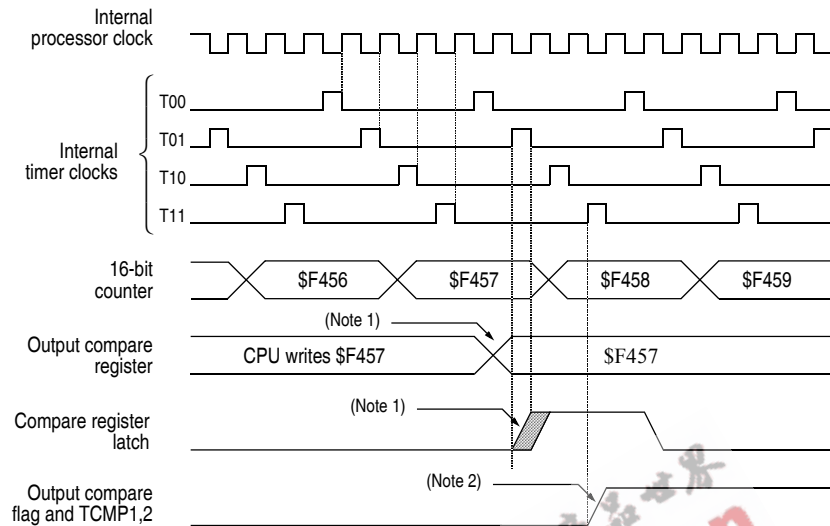 Internal
processor clock
T00
T01
Internal
timer clocks
T10
T11
16-bit
counter
$F456
$F457
$F458
$F459
(Note 1)
Output compare
register
CPU writes $F457
$F457
(Note 1)
Compare register
latch
(Note 2)
Output compare
flag and TCMP1,2